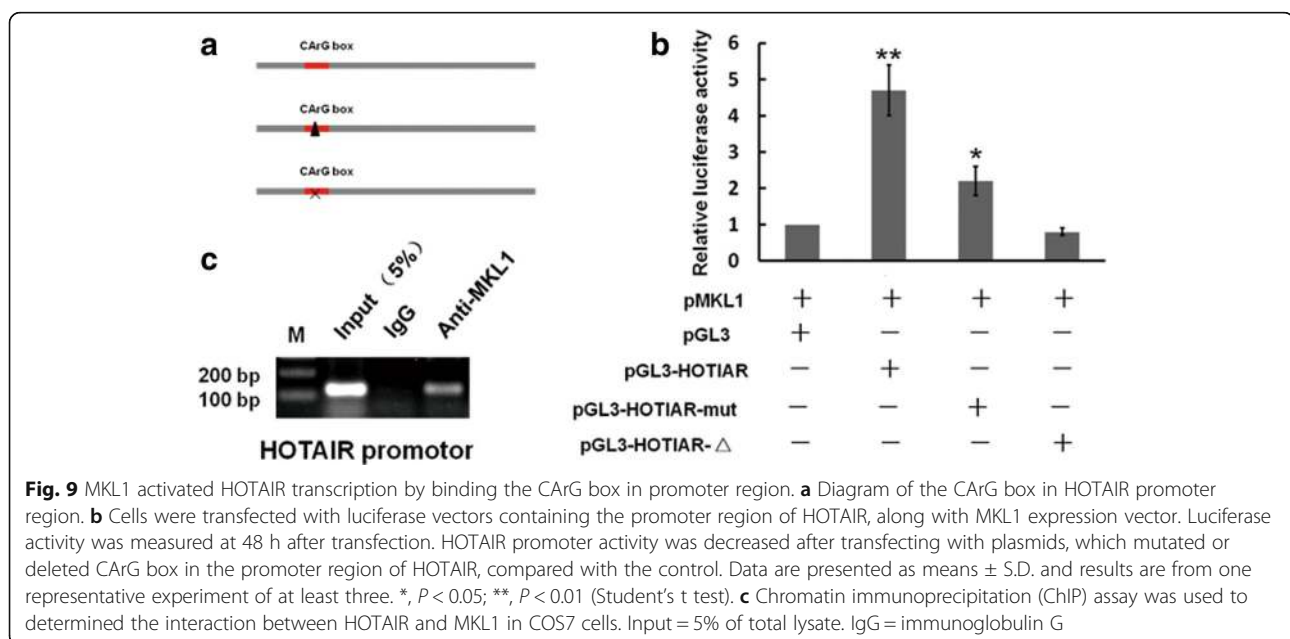 a
CArG box
CArG box
CArG box
b
Relative luciferase activity
6
5
4
3
2
1
0
**
*
pMKL1 + + + +
pGL3 + − − −
pGL3-HOTIAR − + − −
pGL3-HOTIAR-mut − − + −
pGL3-HOTIAR-△ − − − +
c
M Input (5%) IgG Anti-MKL1
200 bp
100 bp
HOTAIR promotor
Fig. 9 MKL1 activated HOTAIR transcription by binding the CArG box in promoter region. a Diagram of the CArG box in HOTAIR promoter
region. b Cells were transfected with luciferase vectors containing the promoter region of HOTAIR, along with MKL1 expression vector. Luciferase
activity was measured at 48 h after transfection. HOTAIR promoter activity was decreased after transfecting with plasmids, which mutated or
deleted CArG box in the promoter region of HOTAIR, compared with the control. Data are presented as means ± S.D. and results are from one
representative experiment of at least three. *, P < 0.05; **, P < 0.01 (Student's t test). c Chromatin immunoprecipitation (ChIP) assay was used to
determined the interaction between HOTAIR and MKL1 in COS7 cells. Input = 5% of total lysate. IgG = immunoglobulin G